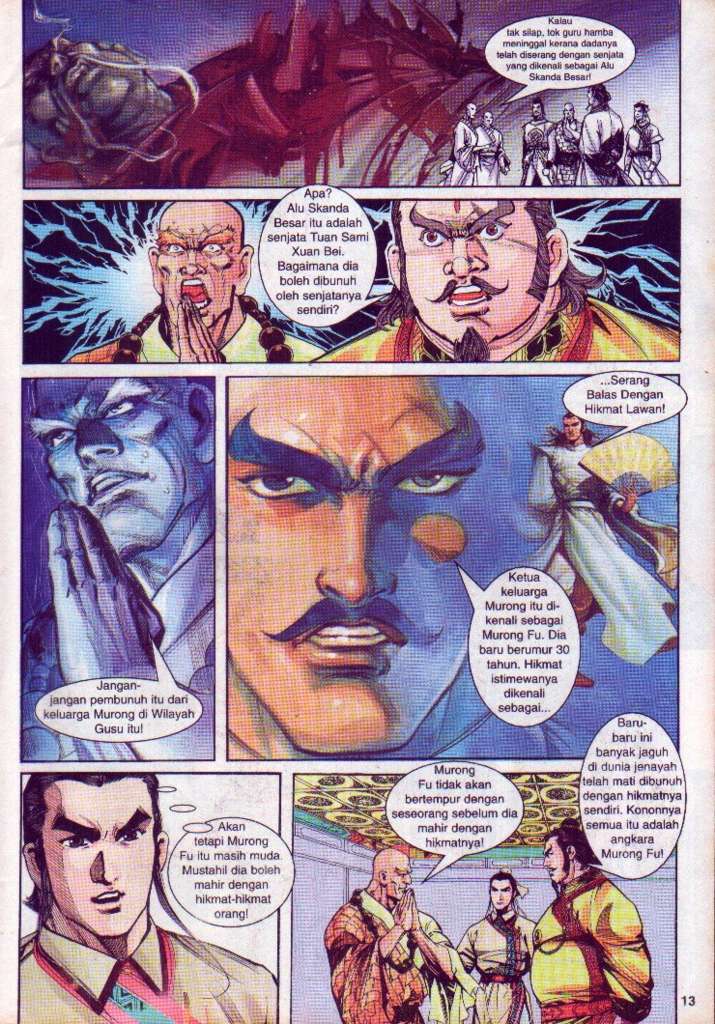 Kalau
tak silap, tok guru hamba
meninggal kerana dadanya
telah diserang dengan senjata
yang dikenali sebagai Alu
Skanda Besar!
Apa?
Alu Skanda
Besar itu adalah
senjata Tuan Sami
Xuan Bei.
Bagaimana dia
boleh dibunuh
oleh senjatanya
sendiri?
Jangan-
jangan pembunuh itu dari
keluarga Murong di Wilayah
Gusu itu!
Ketua
keluarga
Murong itu di-
kenali sebagai
Murong Fu. Dia
baru berumur 30
tahun. Hikmat
istimewanya
dikenali
sebagai...
...Serang
Balas Dengan
Hikmat Lawan!
Akan
tetapi Murong
Fu itu masih muda.
Mustahil dia boleh
mahir dengan
hikmat-hikmat
orang!
Murong
Fu tidak akan
bertempur dengan
seseorang sebelum dia
mahir dengan
hikmatnya!
Baru-
baru ini
banyak jaguh
di dunia jenayah
telah mati dibunuh
dengan hikmatnya
sendiri. Kononnya
semua itu adalah
angkara
Murong Fu!
13